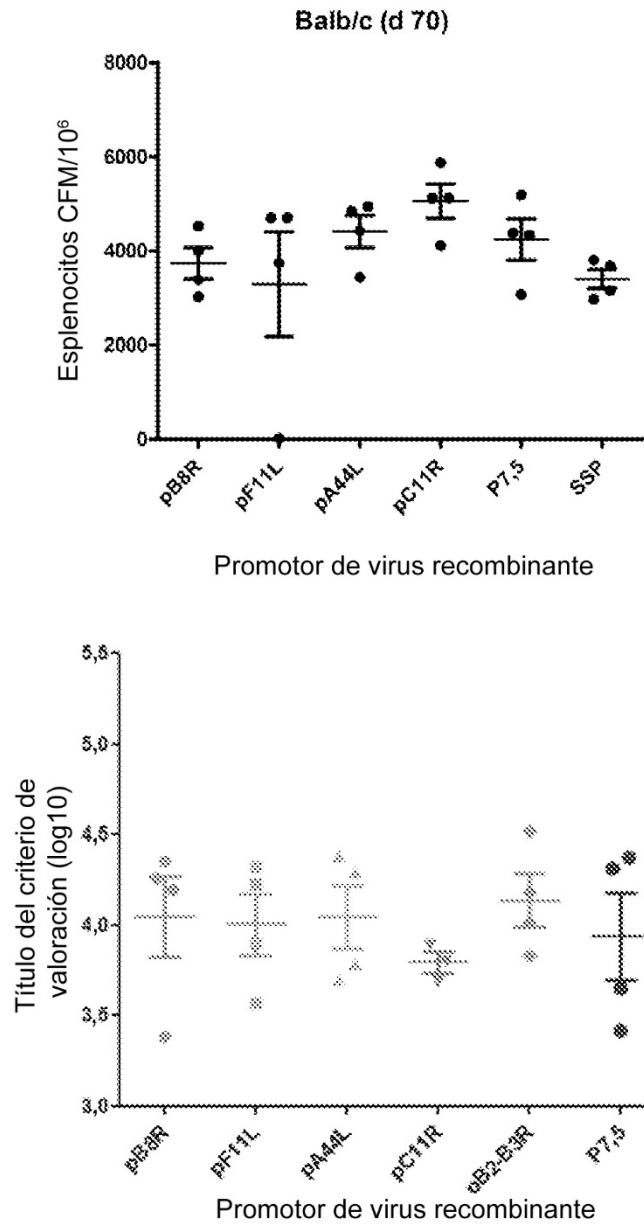 Balb/c (d 70)
8000
6000
4000
2000
0
Esplenocitos CFM/10⁶
pB8R
pF11L
pA44L
pC11R
P7,5
SSP
Promotor de virus recombinante
5,5
5,0
4,5
4,0
3,5
3,0
Título del criterio de
valoración (log10)
pB8R
pF11L
pA44L
pC11R
pB2-B3R
P7,5
Promotor de virus recombinante